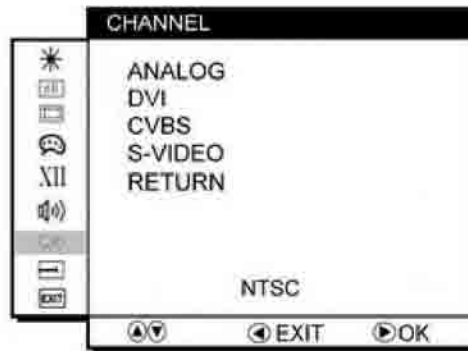 CHANNEL
ANALOG
DVI
CVBS
S-VIDEO
RETURN
XII
EXIT
NTSC
EXIT OK